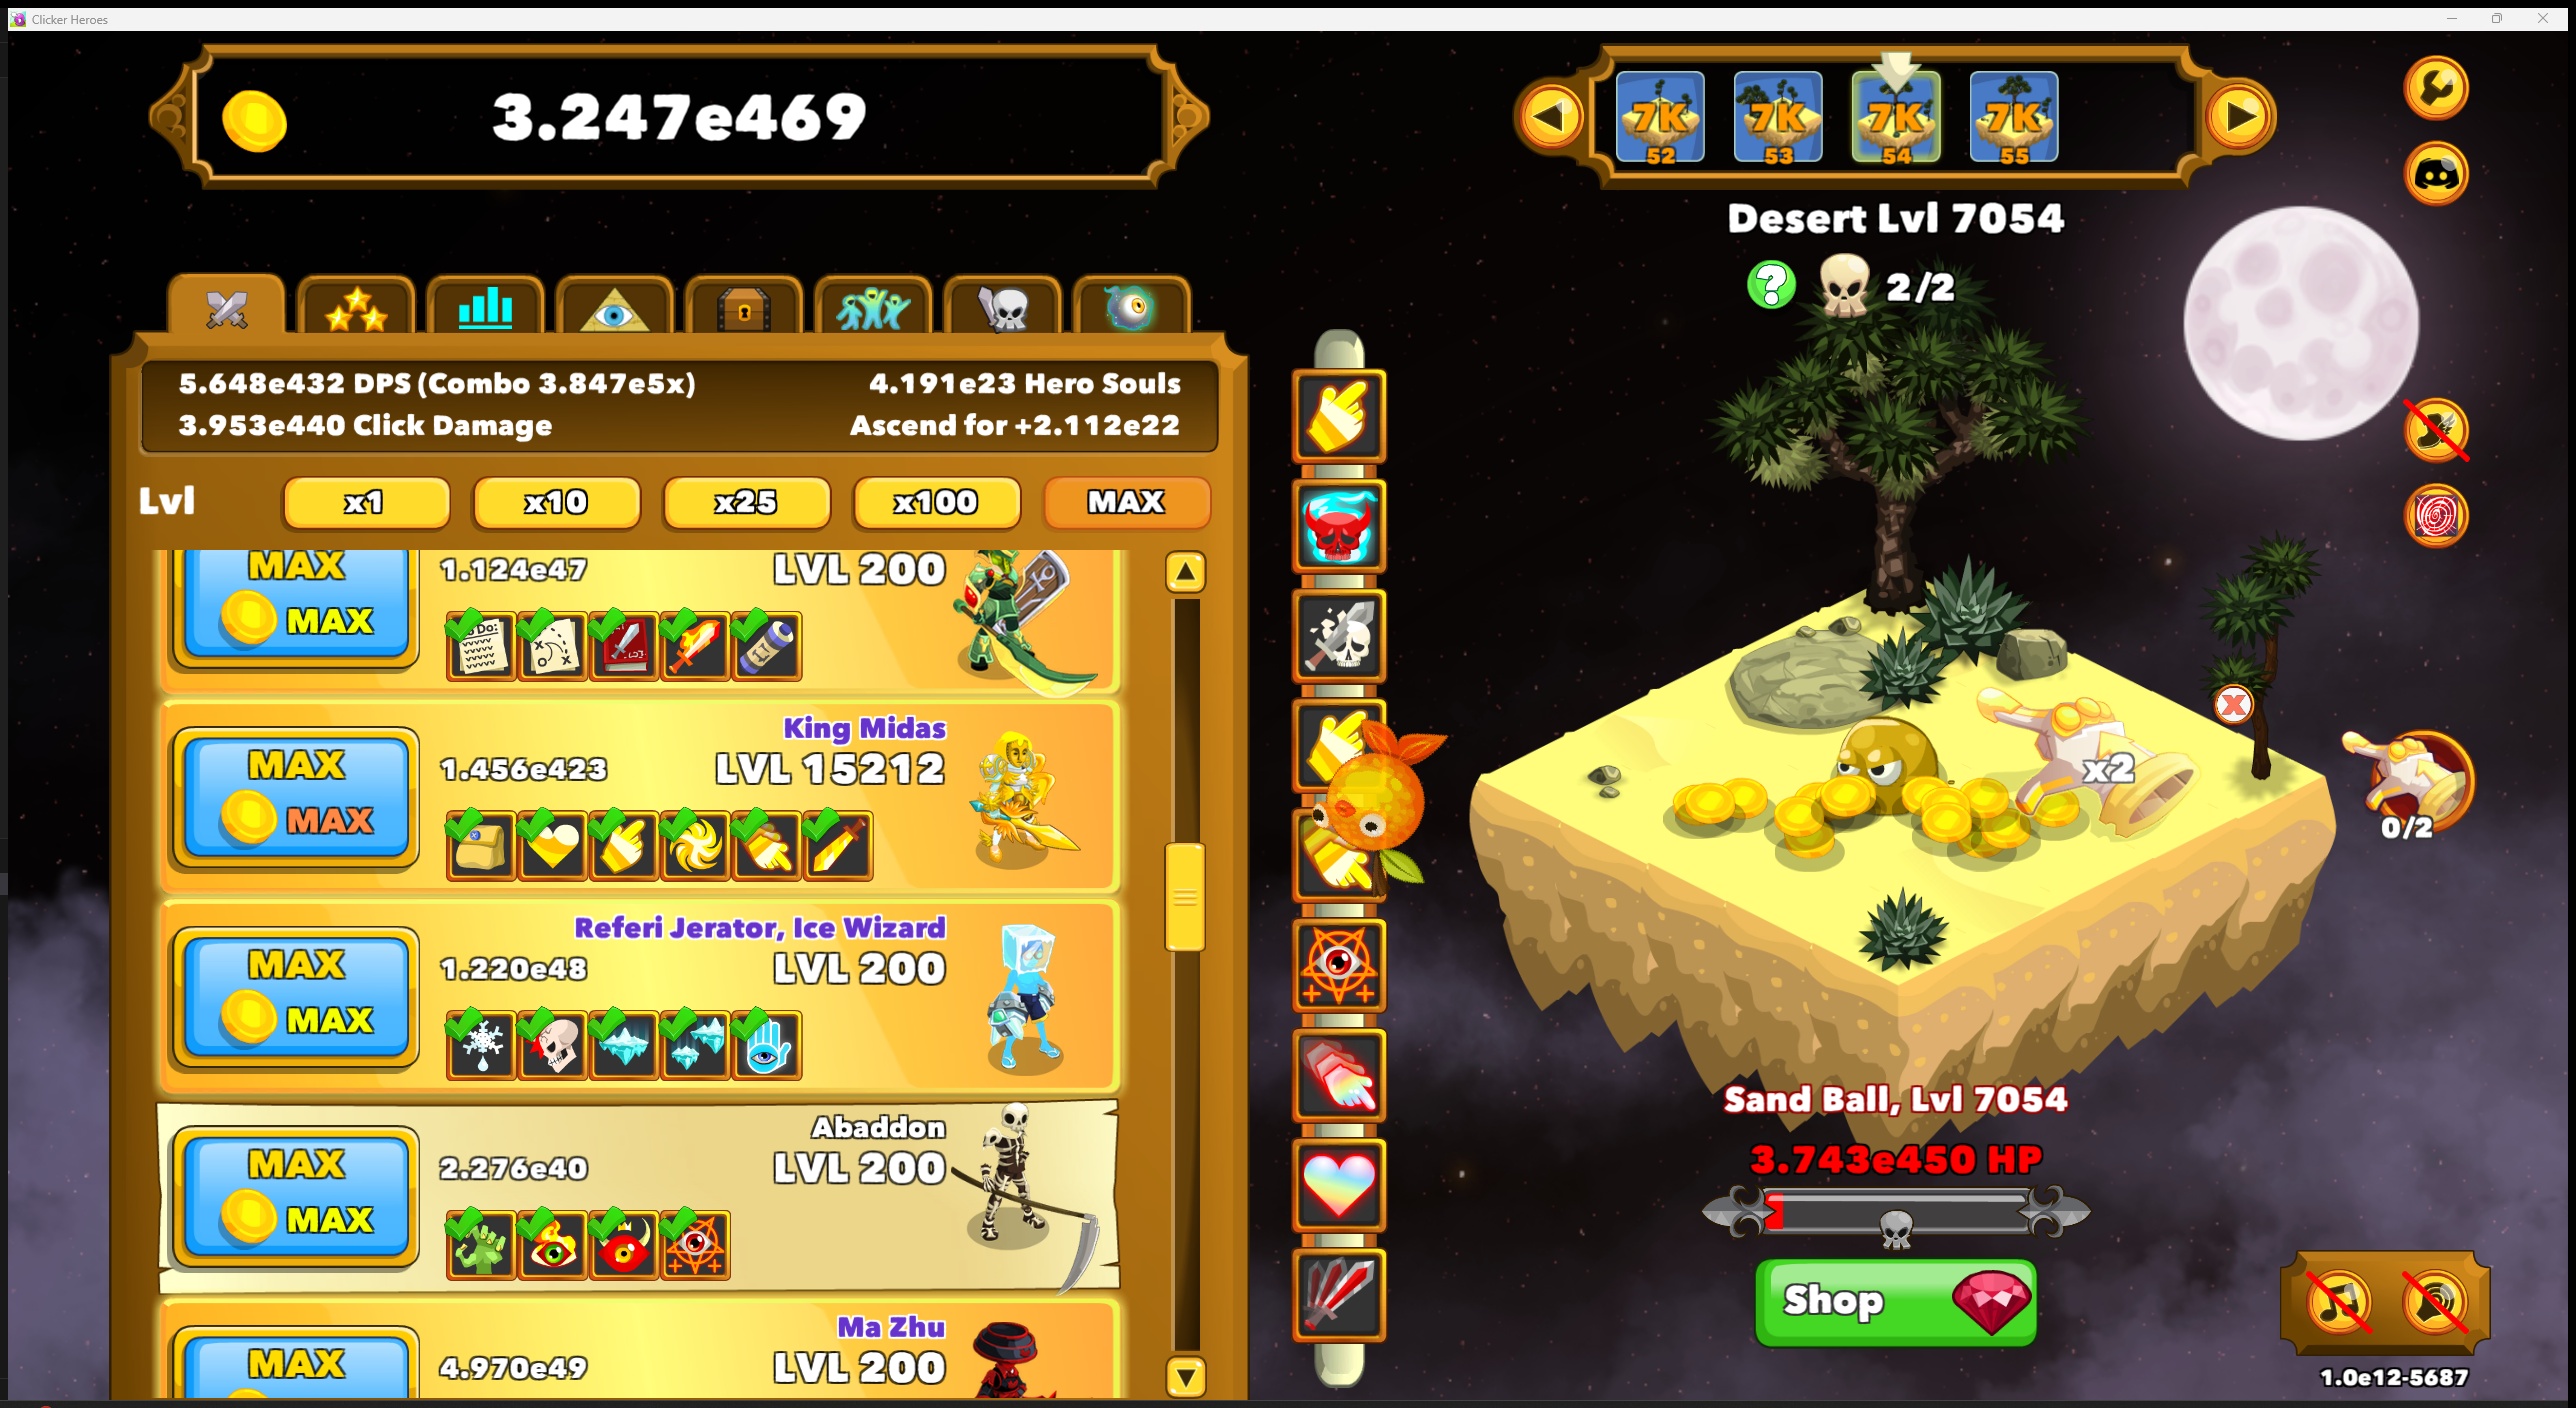 Clicker Heroes
3.247e469
7K
52
7K
53
7K
54
7K
55
Desert Lvl 7054
2/2
5.648e432 DPS (Combo 3.847e5x)
4.191e23 Hero Souls
3.953e440 Click Damage
Ascend for +2.112e22
Lvl
x1
x10
x25
x100
MAX
MAX
MAX
1.124e47
LVL 200
Do:
MAX
MAX
King Midas
1.456e423
LVL 15212
MAX
MAX
Referi Jerator, Ice Wizard
1.220e48
LVL 200
MAX
MAX
Abaddon
2.276e40
LVL 200
MAX
Ma Zhu
4.970e49
LVL 200
x2
0/2
Sand Ball, Lvl 7054
3.743e450 HP
Shop
1.0e12-5687